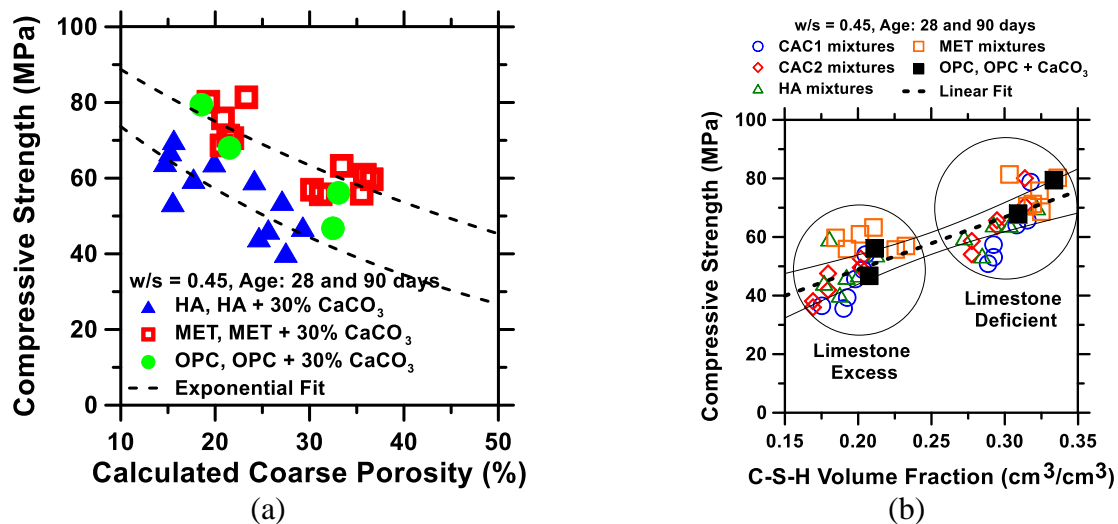 100
80
60
40
20
0
Compressive Strength (MPa)
w/s = 0.45, Age: 28 and 90 days
HA, HA + 30% CaCO₃
MET, MET + 30% CaCO₃
OPC, OPC + 30% CaCO₃
Exponential Fit
10 20 30 40 50
Calculated Coarse Porosity (%)
(a)
w/s = 0.45, Age: 28 and 90 days
CAC1 mixtures MET mixtures
CAC2 mixtures OPC, OPC + CaCO₃
HA mixtures Linear Fit
100
80
60
40
20
0
Compressive Strength (MPa)
Limestone
Excess
Limestone
Deficient
0.15 0.20 0.25 0.30 0.35
C-S-H Volume Fraction (cm³/cm³)
(b)